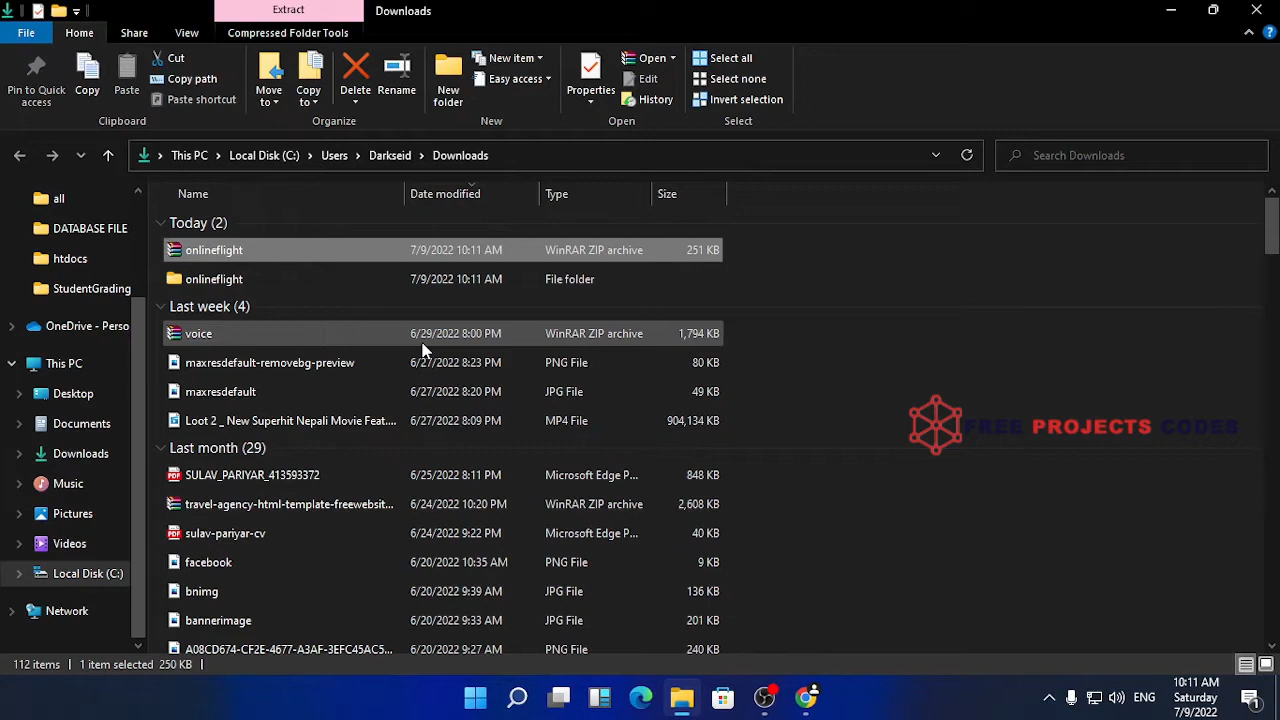 Extract
Downloads
File
Home
Share
View
Compressed Folder Tools
Pin to Quick access
Copy
Paste
Cut
Copy path
Paste shortcut
Clipboard
Move to
Copy to
Delete
Rename
Organize
New folder
New item
Easy access
New
Properties
Open
Edit
History
Open
Select all
Select none
Invert selection
Select
This PC > Local Disk (C:) > Users > Darkseid > Downloads
Search Downloads
all
DATABASE FILE
htdocs
StudentGrading
OneDrive - Perso
This PC
Desktop
Documents
Downloads
Music
Pictures
Videos
Local Disk (C:)
Network
Name Date modified Type Size
Today (2)
onlineflight 7/9/2022 10:11 AM WinRAR ZIP archive 251 KB
onlineflight 7/9/2022 10:11 AM File folder
Last week (4)
voice 6/29/2022 8:00 PM WinRAR ZIP archive 1,794 KB
maxresdefault-removebg-preview 6/27/2022 8:23 PM PNG File 80 KB
maxresdefault 6/27/2022 8:20 PM JPG File 49 KB
Loot 2 _ New Superhit Nepali Movie Feat.... 6/27/2022 8:09 PM MP4 File 904,134 KB
Last month (29)
SULAV_PARIYAR_413593372 6/25/2022 8:11 PM Microsoft Edge P... 848 KB
travel-agency-html-template-freewebsit... 6/24/2022 10:20 PM WinRAR ZIP archive 2,608 KB
sulav-pariyar-cv 6/24/2022 9:22 PM Microsoft Edge P... 40 KB
facebook 6/20/2022 10:35 AM PNG File 9 KB
bnimg 6/20/2022 9:39 AM JPG File 136 KB
bannerimage 6/20/2022 9:33 AM JPG File 201 KB
A08CD674-CF2E-4677-A3AF-3EFC45AC5... 6/20/2022 9:27 AM PNG File 240 KB
FREE PROJECTS CODES
112 items 1 item selected 250 KB
ENG
10:11 AM
Saturday
7/9/2022
1